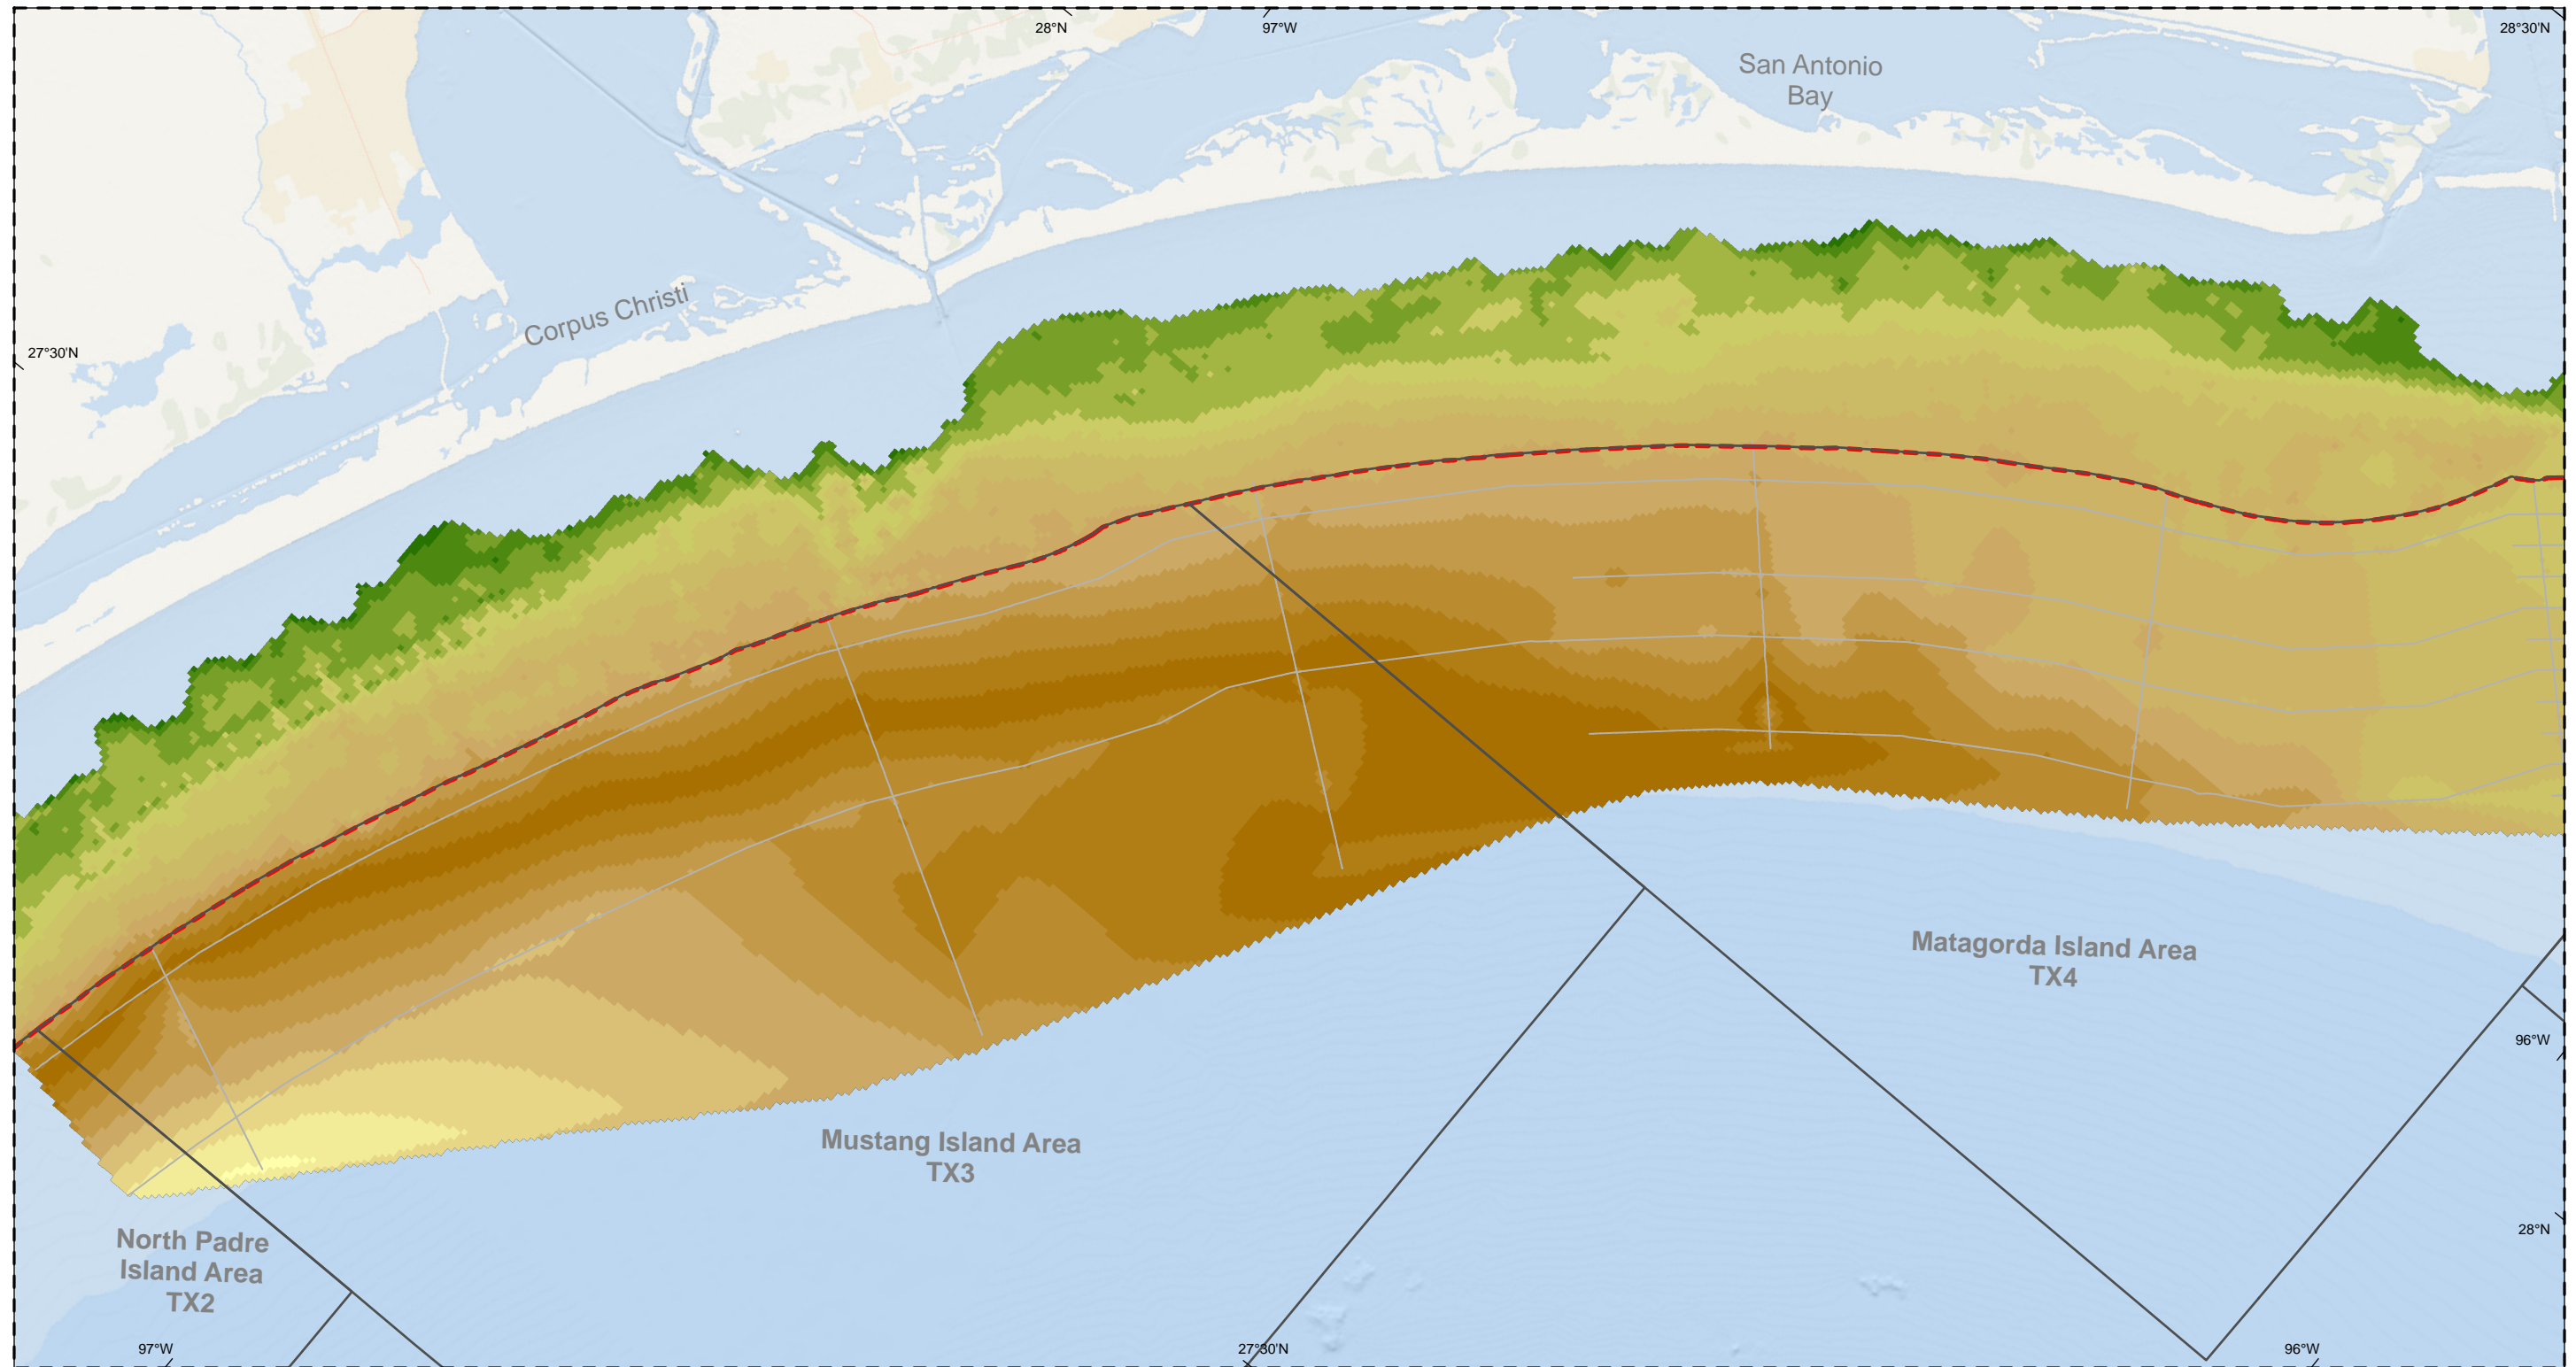 28°N
97°W
28°30'N
San Antonio
Bay
Corpus Christi
27°30'N
Matagorda Island Area
TX4
96°W
Mustang Island Area
TX3
28°N
North Padre
Island Area
TX2
97°W
27°30'N
96°W